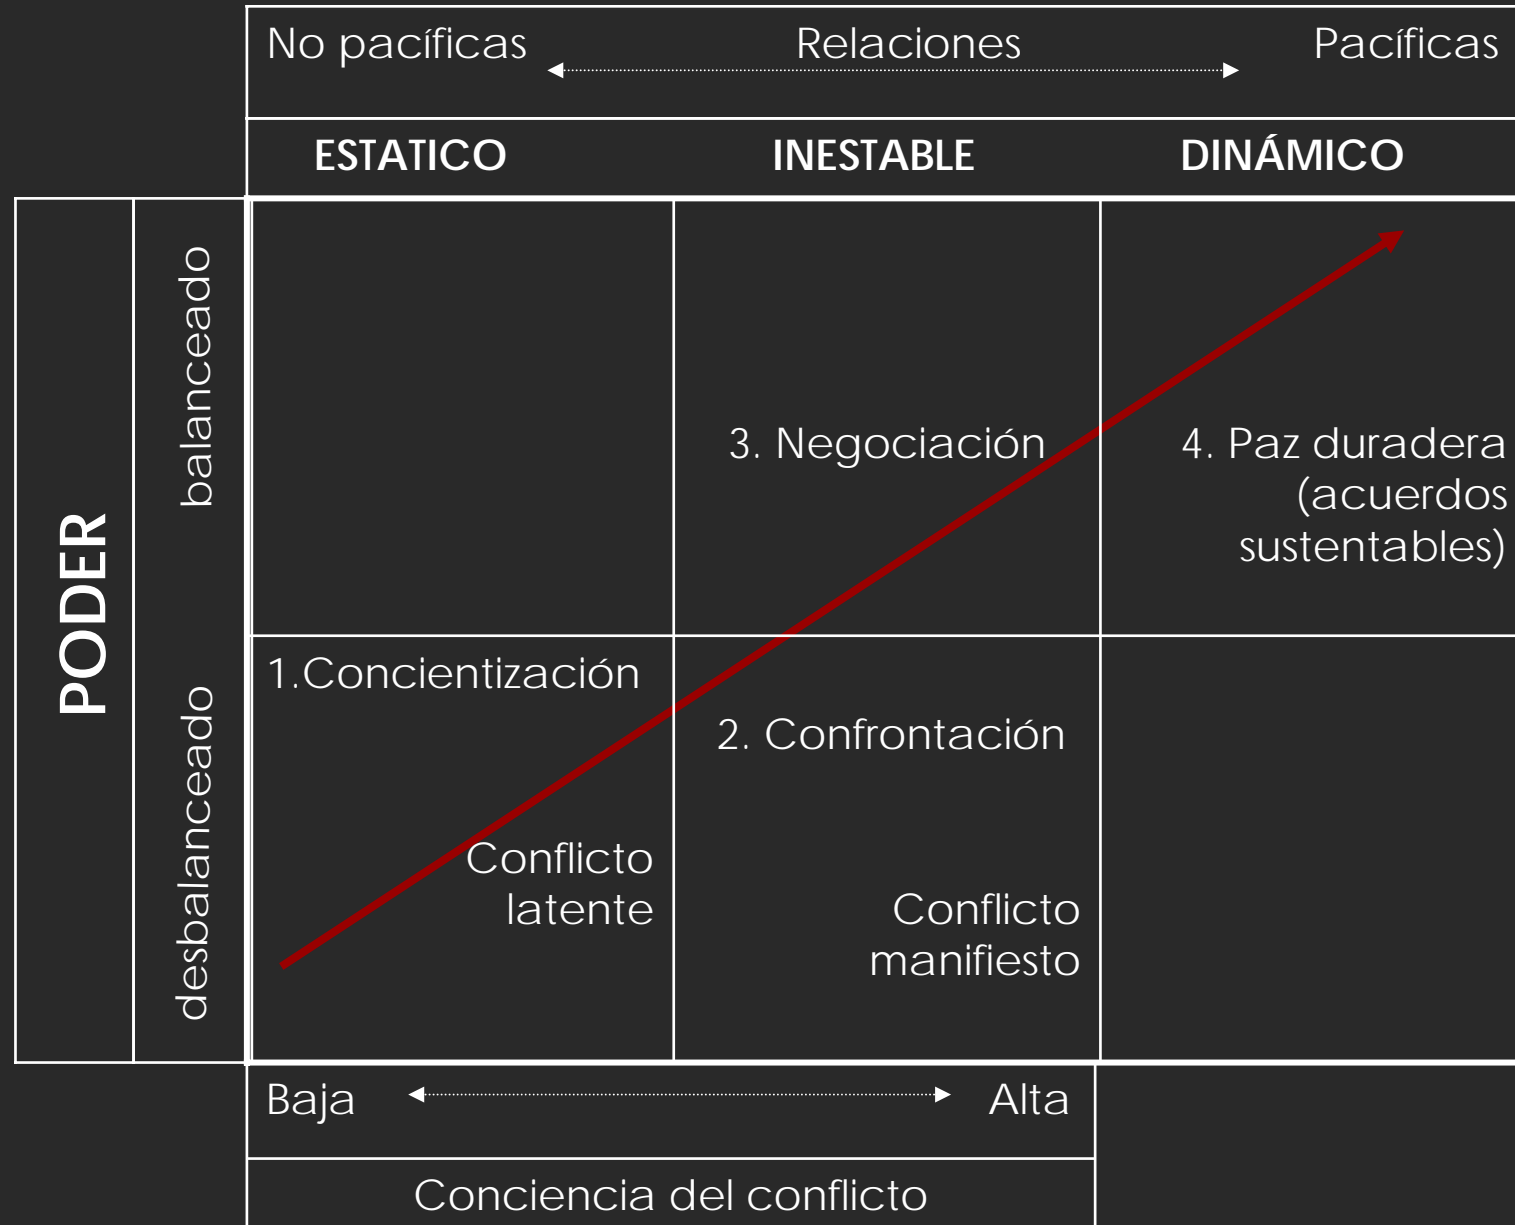 No pacíficas Relaciones Pacíficas
ESTATICO INESTABLE DINÁMICO
PODER
balanceado
3. Negociación
4. Paz duradera
(acuerdos
sustentables)
desbalanceado
1.Concientización
Conflicto
latente
2. Confrontación
Conflicto
manifiesto
Baja Alta
Conciencia del conflicto